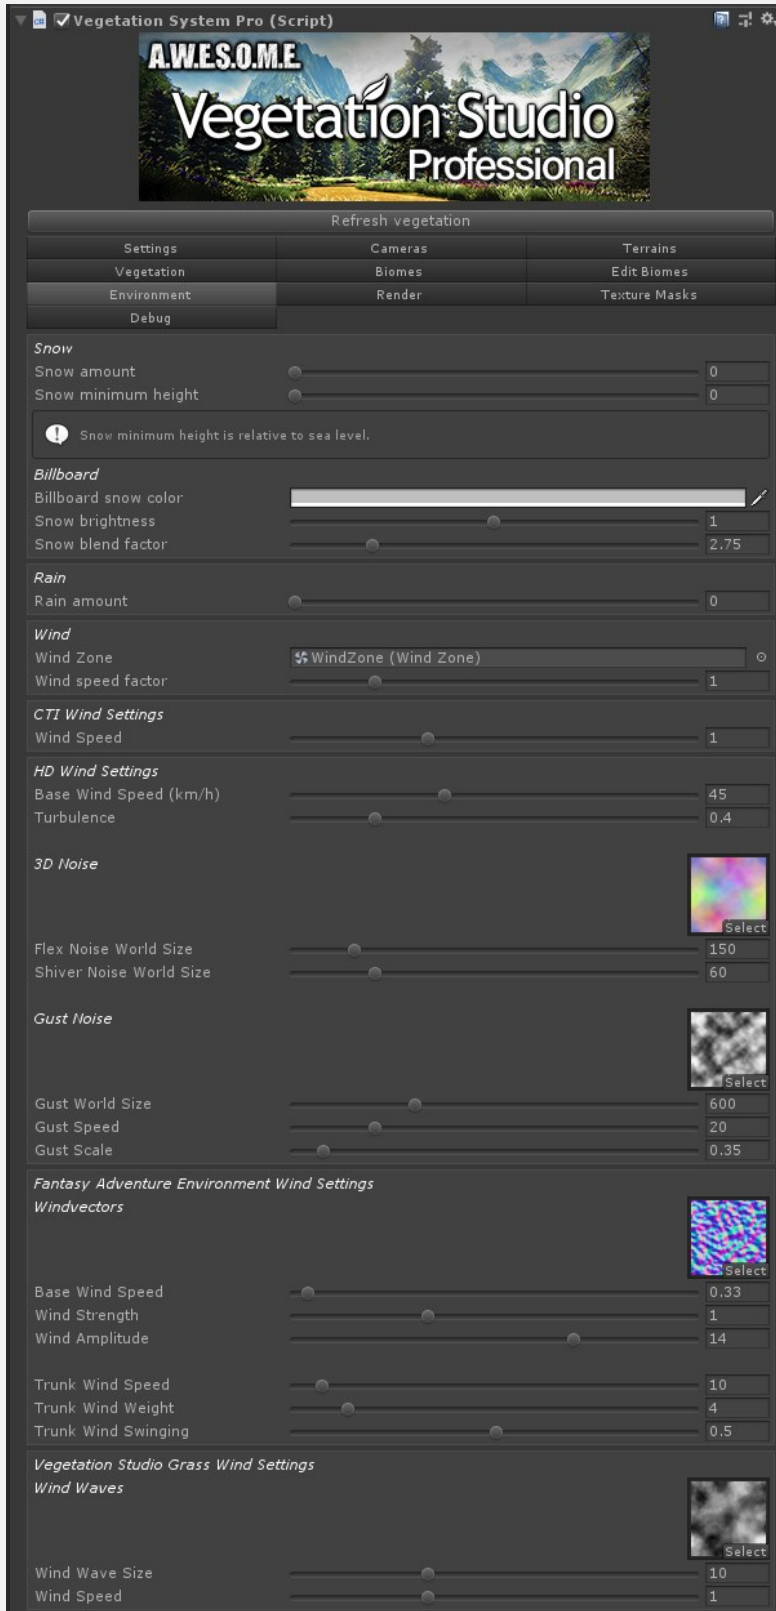 Vegetation System Pro (Script)
A.W.E.S.O.M.E.
Vegetation Studio
Professional
Refresh vegetation
Settings Cameras Terrains
Vegetation Biomes Edit Biomes
Environment Render Texture Masks
Debug
Snow
Snow amount 0
Snow minimum height 0
Snow minimum height is relative to sea level.
Billboard
Billboard snow color
Snow brightness 1
Snow blend factor 2.75
Rain
Rain amount 0
Wind
Wind Zone WindZone (Wind Zone)
Wind speed factor 1
CTI Wind Settings
Wind Speed 1
HD Wind Settings
Base Wind Speed (km/h) 45
Turbulence 0.4
3D Noise
Select
Flex Noise World Size 150
Shiver Noise World Size 60
Gust Noise
Select
Gust World Size 600
Gust Speed 20
Gust Scale 0.35
Fantasy Adventure Environment Wind Settings
Windvectors
Select
Base Wind Speed 0.33
Wind Strength 1
Wind Amplitude 14
Trunk Wind Speed 10
Trunk Wind Weight 4
Trunk Wind Swinging 0.5
Vegetation Studio Grass Wind Settings
Wind Waves
Select
Wind Wave Size 10
Wind Speed 1